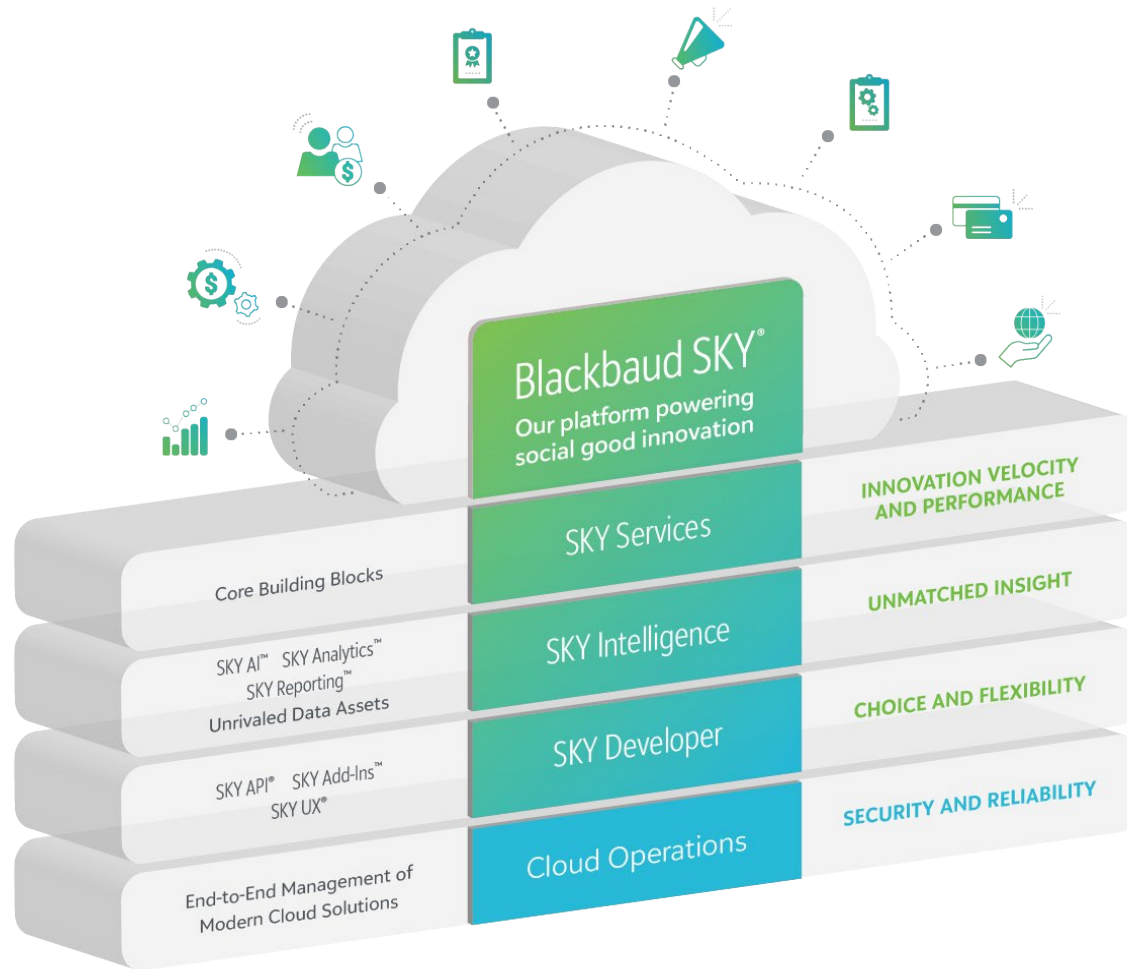 Blackbaud SKY®
Our platform powering
social good innovation
Core Building Blocks
SKY Services
INNOVATION VELOCITY
AND PERFORMANCE
SKY AI™ SKY Analytics™
SKY Reporting™
Unrivaled Data Assets
SKY Intelligence
UNMATCHED INSIGHT
SKY API® SKY Add-Ins™
SKY UX®
SKY Developer
CHOICE AND FLEXIBILITY
End-to-End Management of
Modern Cloud Solutions
Cloud Operations
SECURITY AND RELIABILITY
$
$